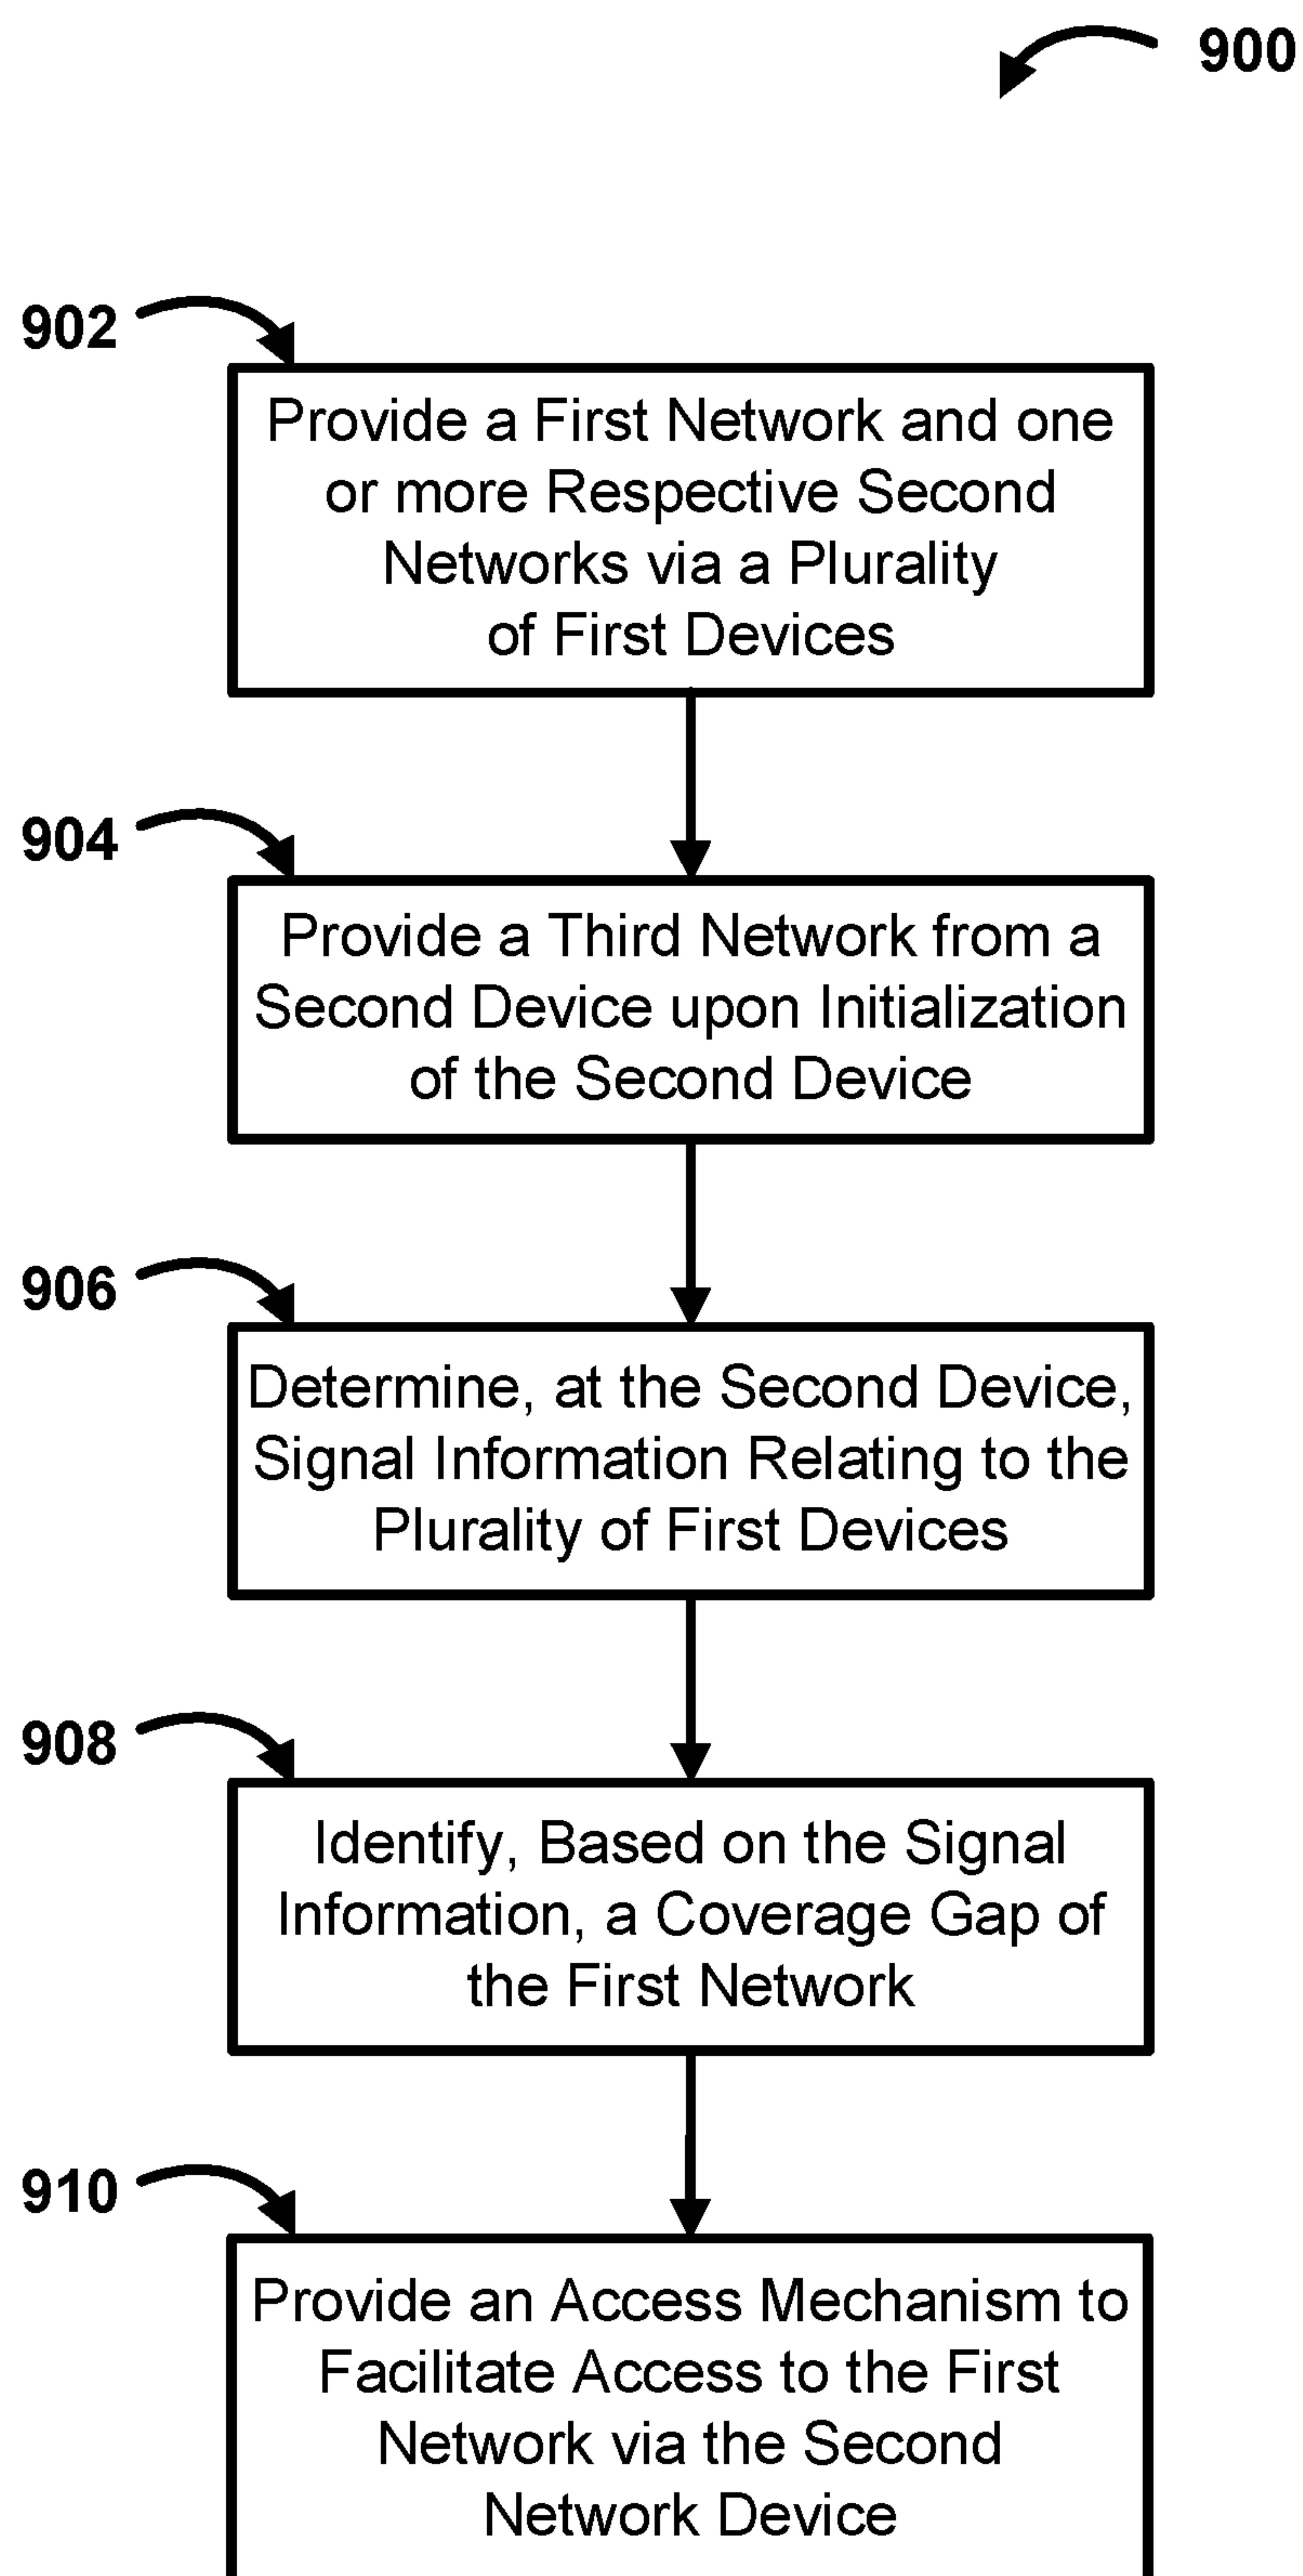 900
902
Provide a First Network and one
or more Respective Second
Networks via a Plurality
of First Devices
904
Provide a Third Network from a
Second Device upon Initialization
of the Second Device
906
Determine, at the Second Device,
Signal Information Relating to the
Plurality of First Devices
908
Identify, Based on the Signal
Information, a Coverage Gap of
the First Network
910
Provide an Access Mechanism to
Facilitate Access to the First
Network via the Second
Network Device